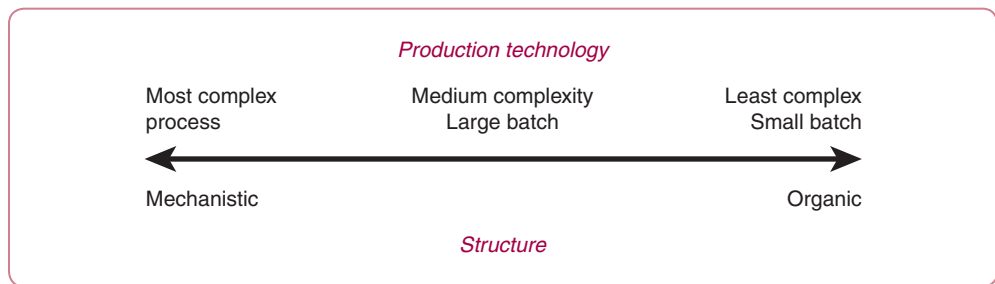 Production technology
Most complex
process
Medium complexity
Large batch
Least complex
Small batch
Mechanistic
Organic
Structure